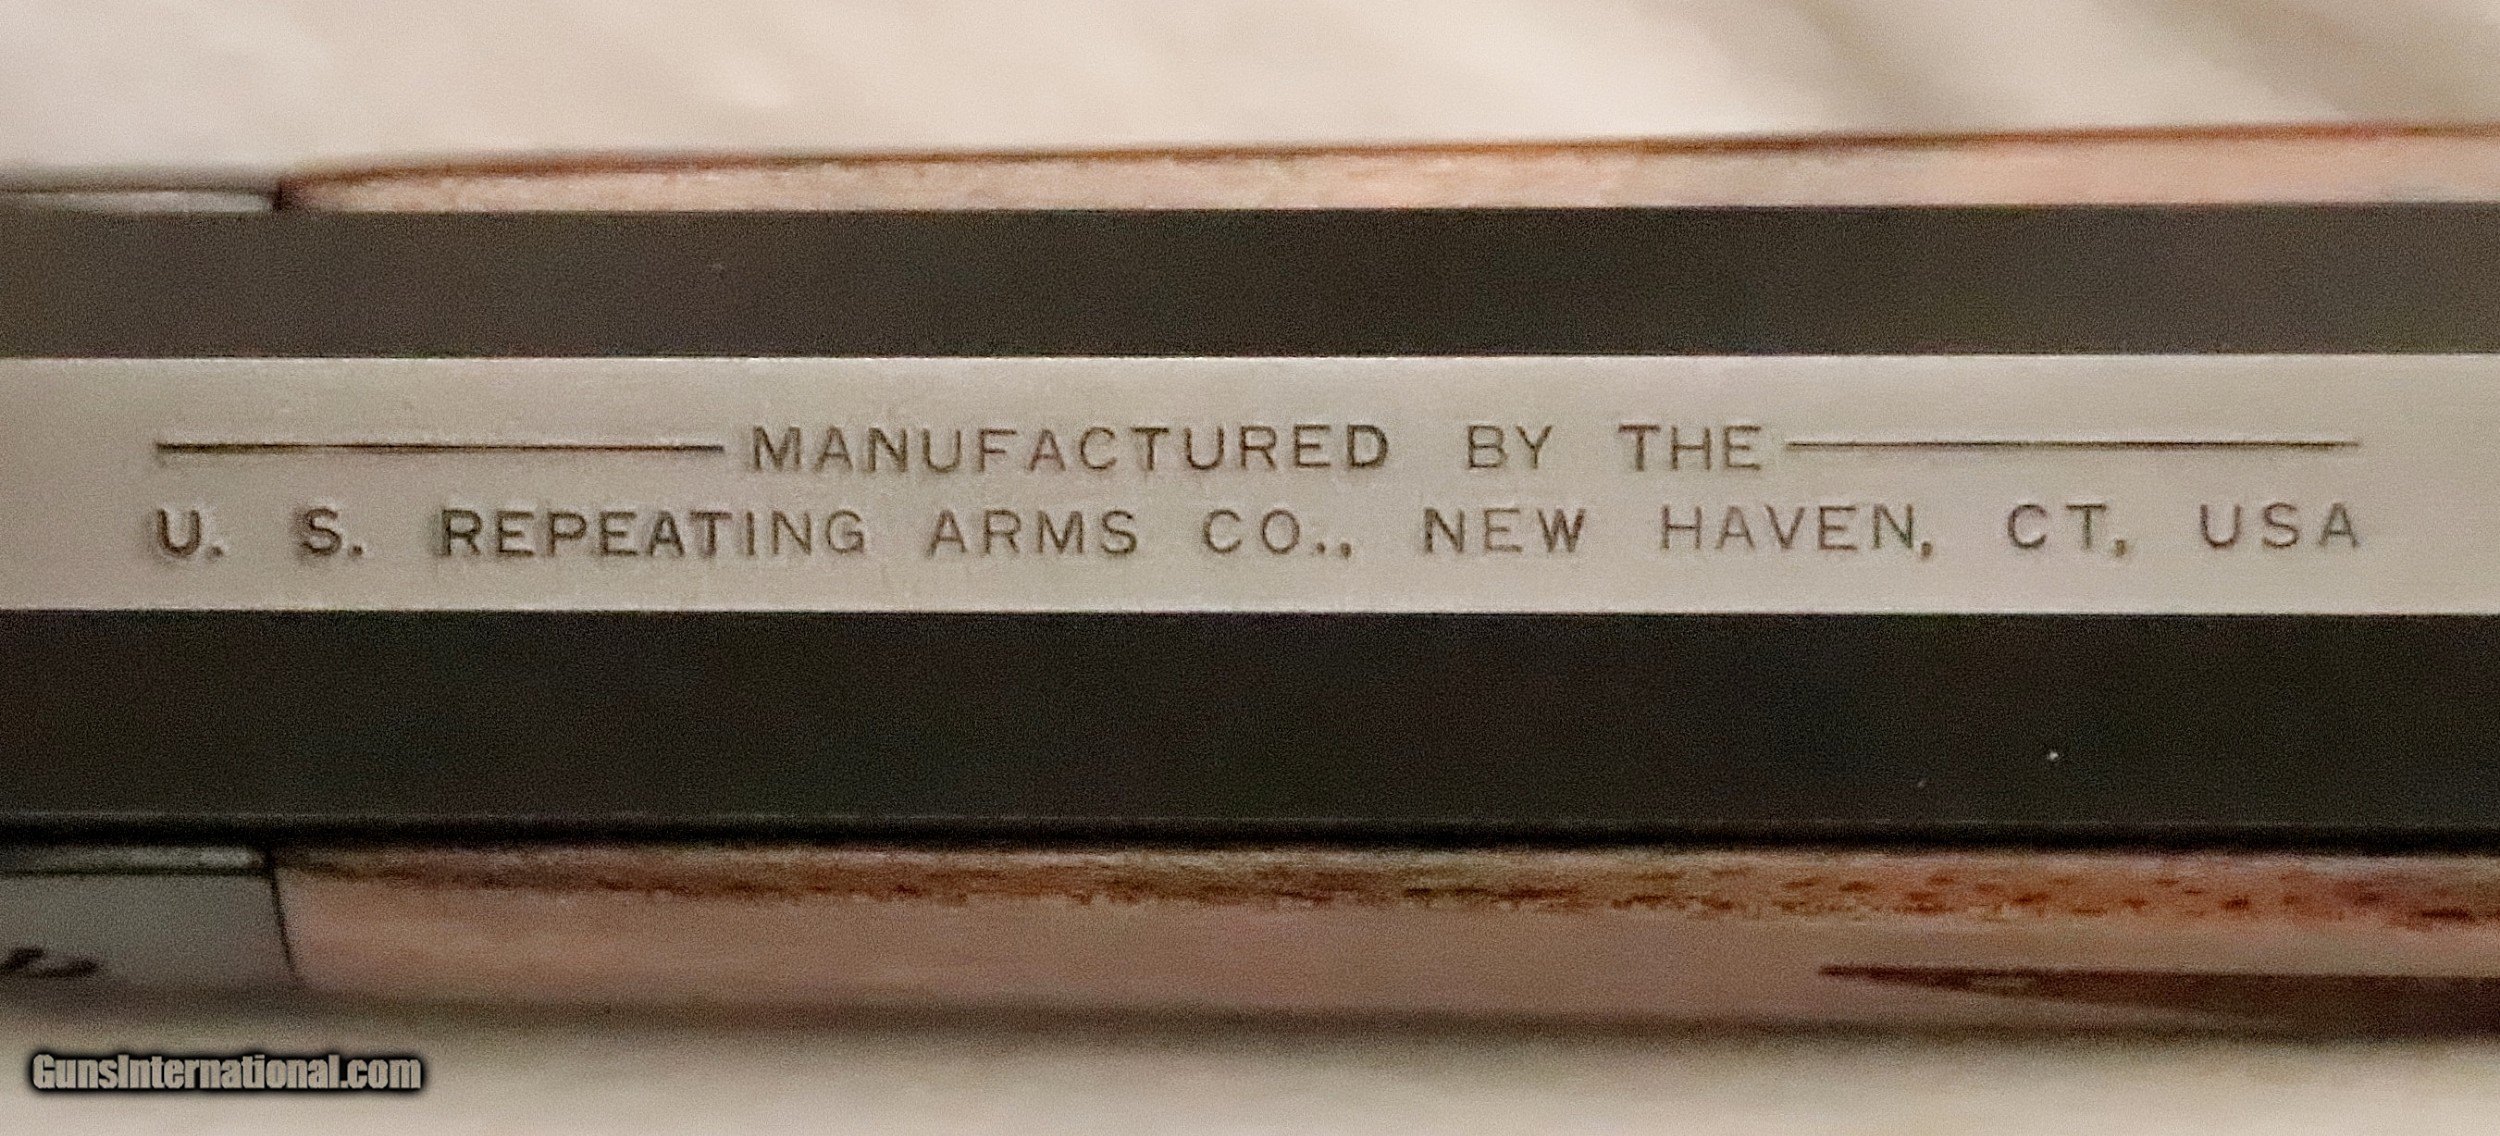 MANUFACTURED BY THE
U. S. REPEATING ARMS CO., NEW HAVEN, CT, USA
GunsInternational.com